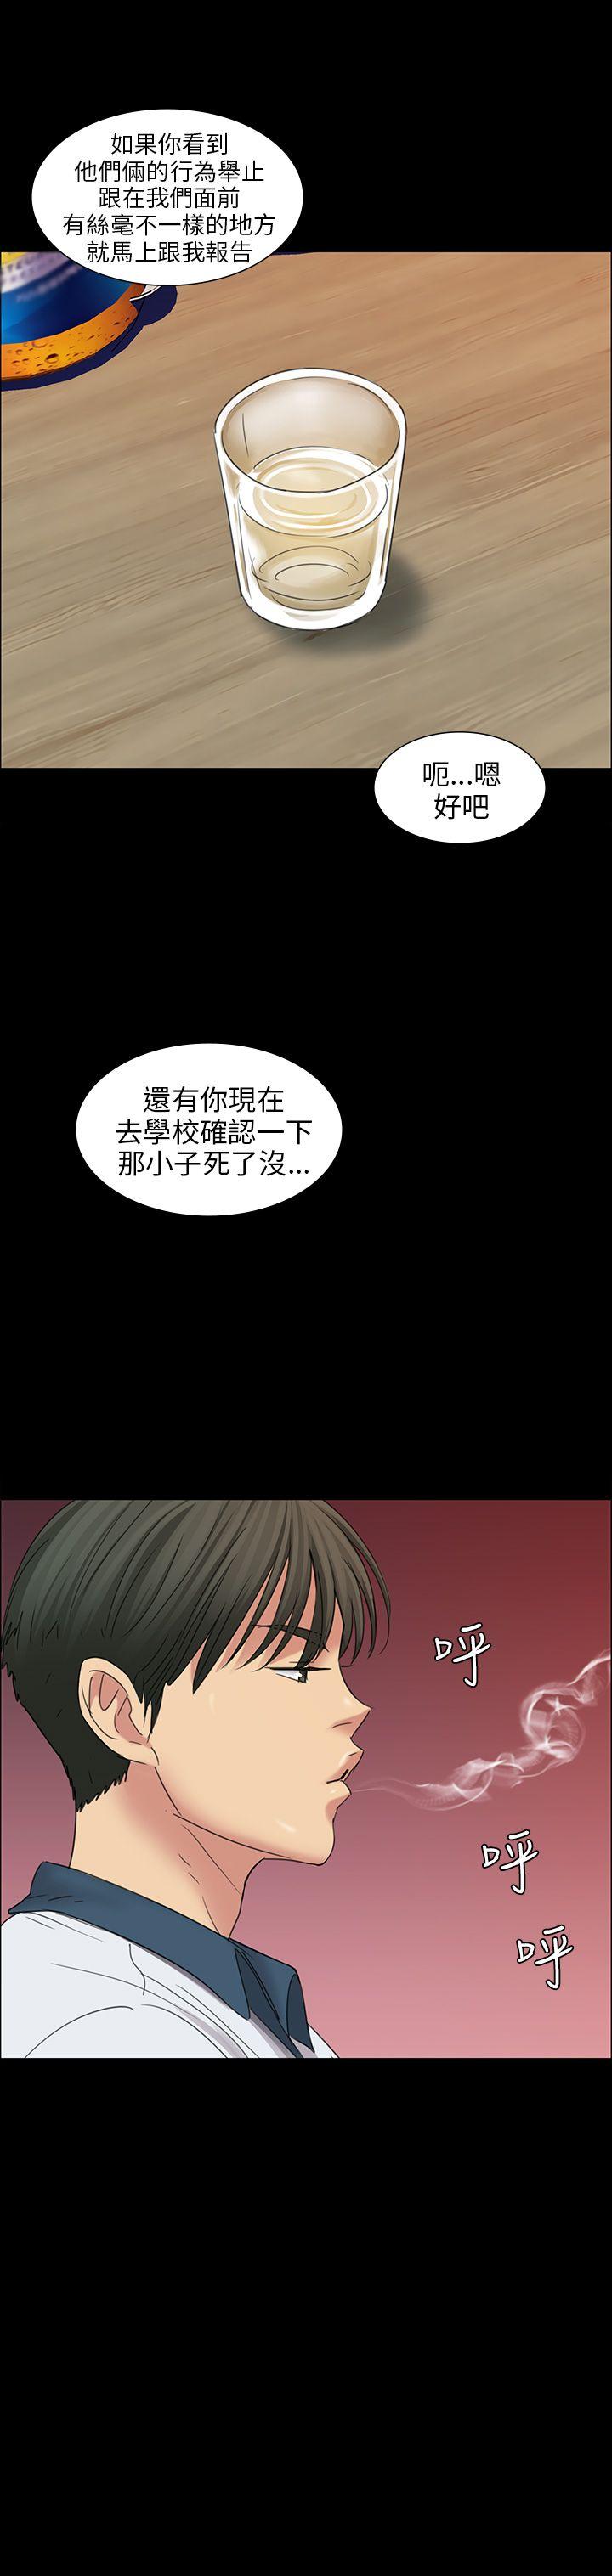 如果你看到
他們倆的行為舉止
跟在我們面前
有絲毫不一樣的地方
就馬上跟我報告
呃...嗯
好吧
還有你現在
去學校確認一下
那小子死了沒...
呼
呼
呼